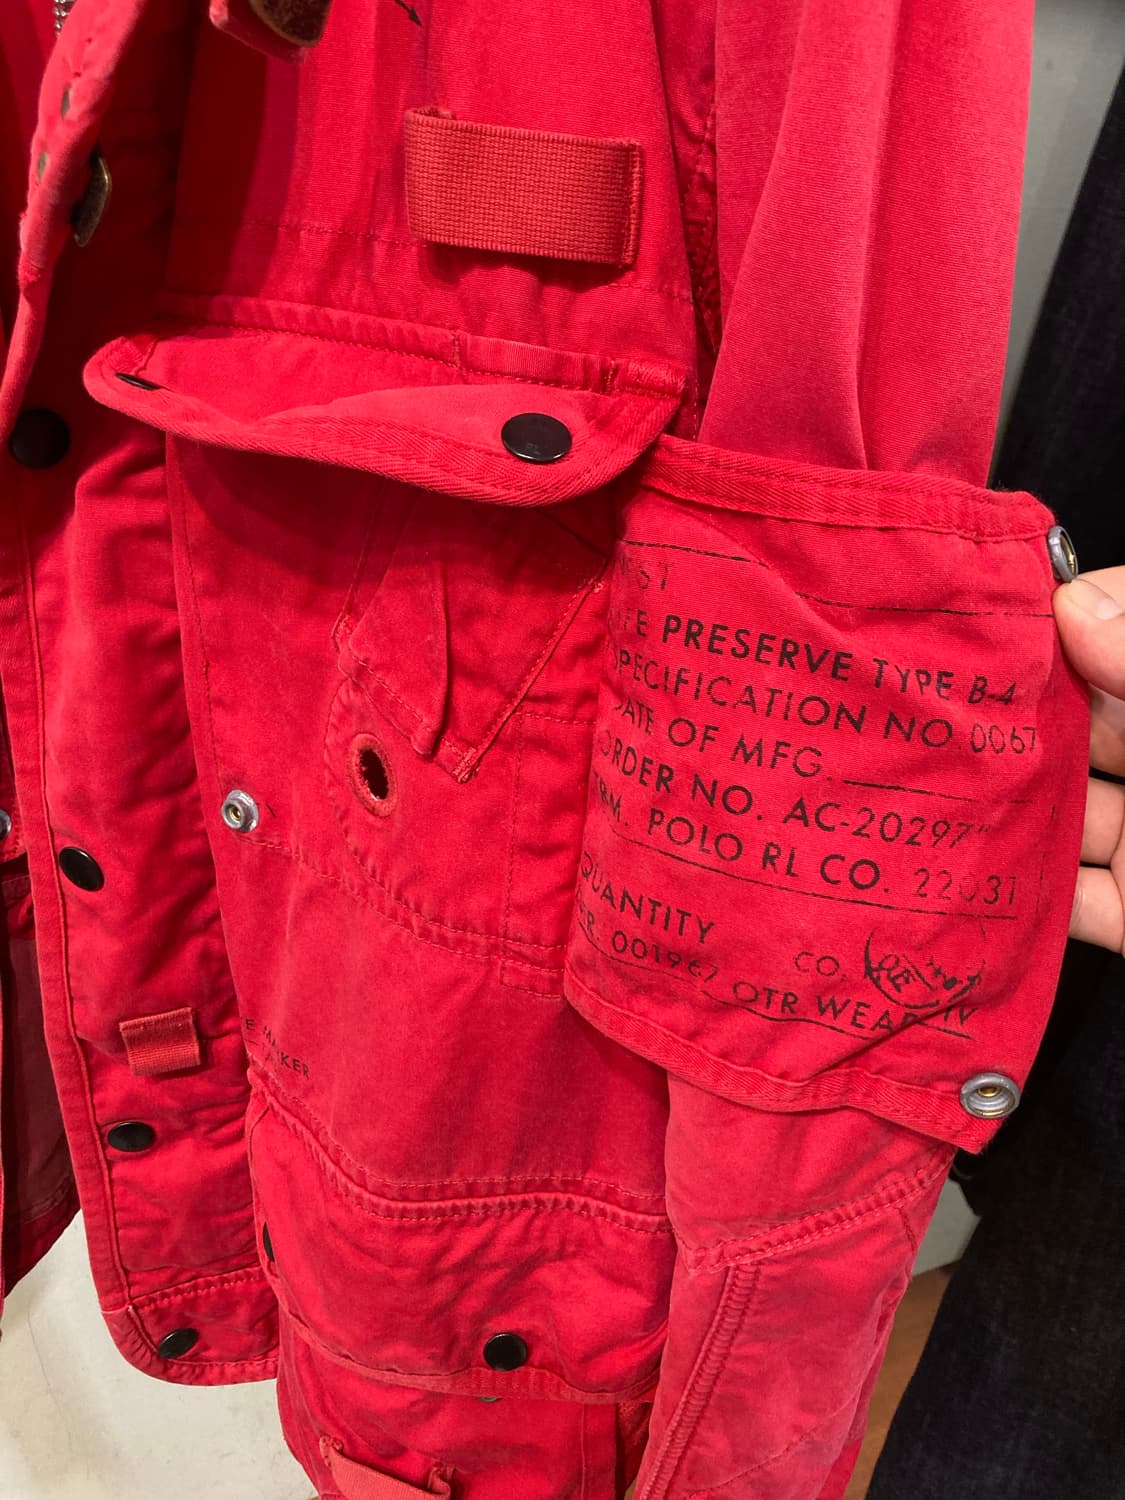 PRESERVE TYPE B-4
SPECIFICATION NO. 0067
DATE OF MFG.
ORDER NO. AC-20297"
POLO RL CO. 22031
QUANTITY
001967 OTR WEAR
CO.